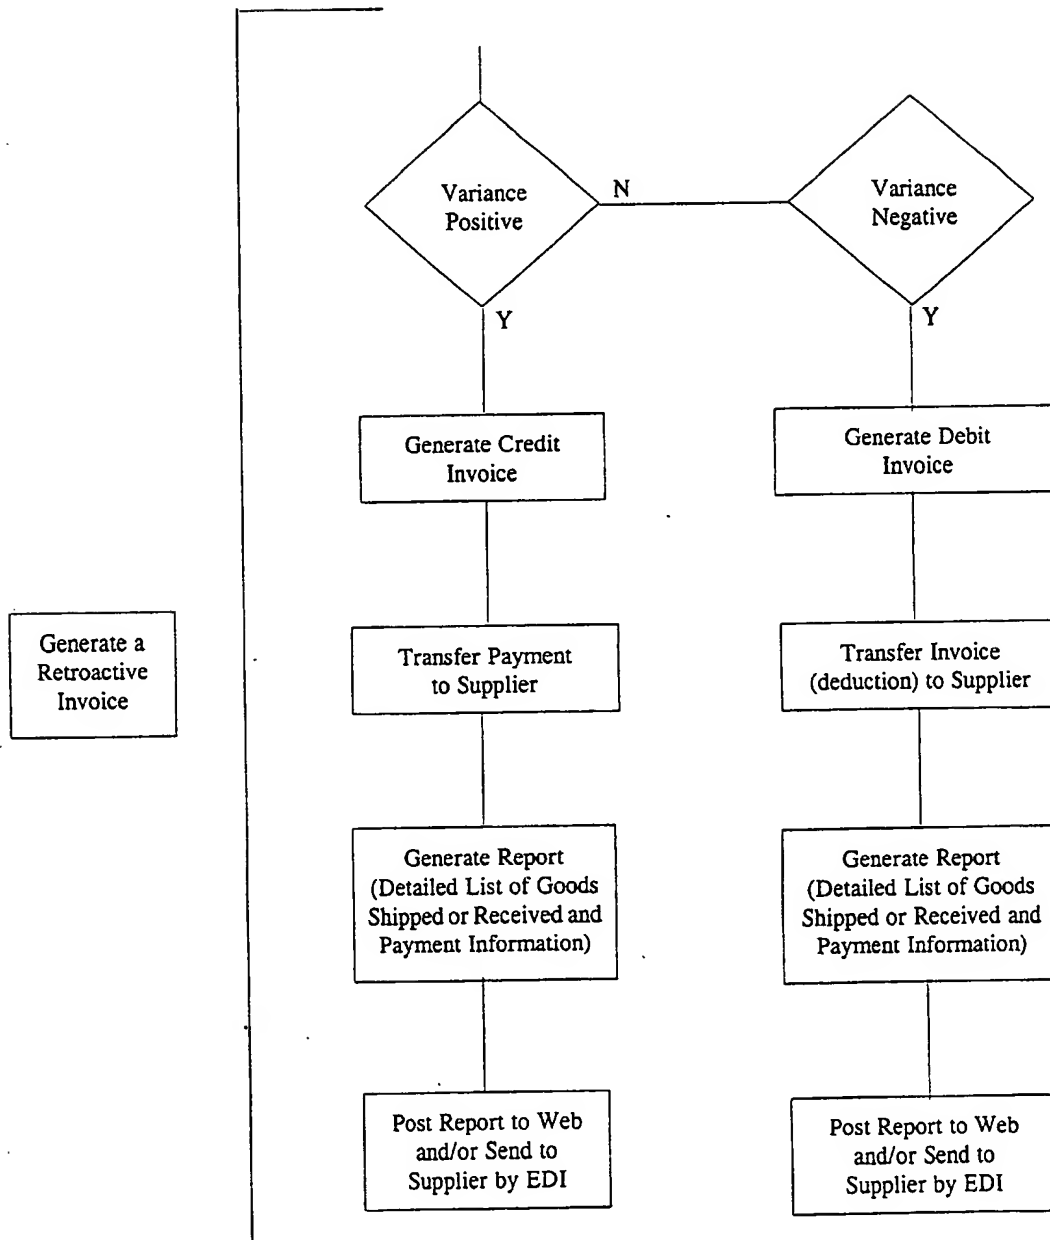 Variance
Positive
N
Variance
Negative
Y
Y
Generate Credit
Invoice
Generate Debit
Invoice
Generate a
Retroactive
Invoice
Transfer Payment
to Supplier
Transfer Invoice
(deduction) to Supplier
Generate Report
(Detailed List of Goods
Shipped or Received and
Payment Information)
Generate Report
(Detailed List of Goods
Shipped or Received and
Payment Information)
Post Report to Web
and/or Send to
Supplier by EDI
Post Report to Web
and/or Send to
Supplier by EDI